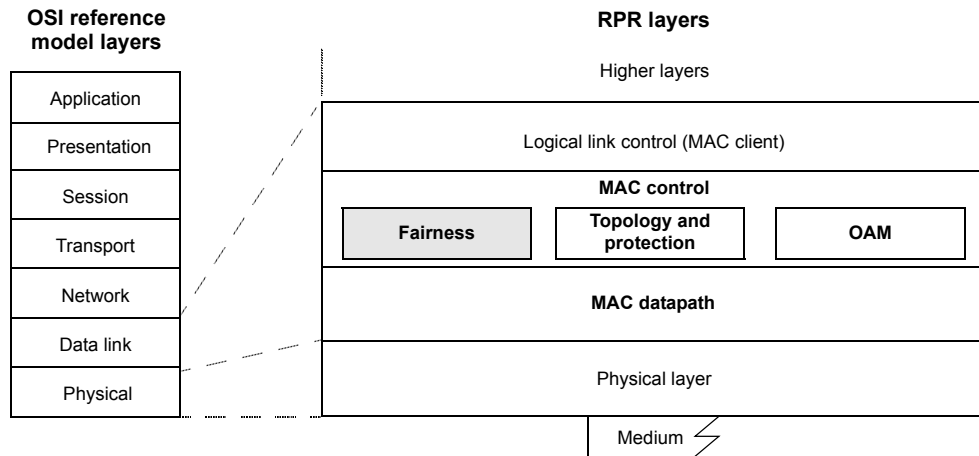 OSI reference
model layers
RPR layers
Application
Presentation
Session
Transport
Network
Data link
Physical
Higher layers
Logical link control (MAC client)
MAC control
Fairness
Topology and
protection
OAM
MAC datapath
Physical layer
Medium